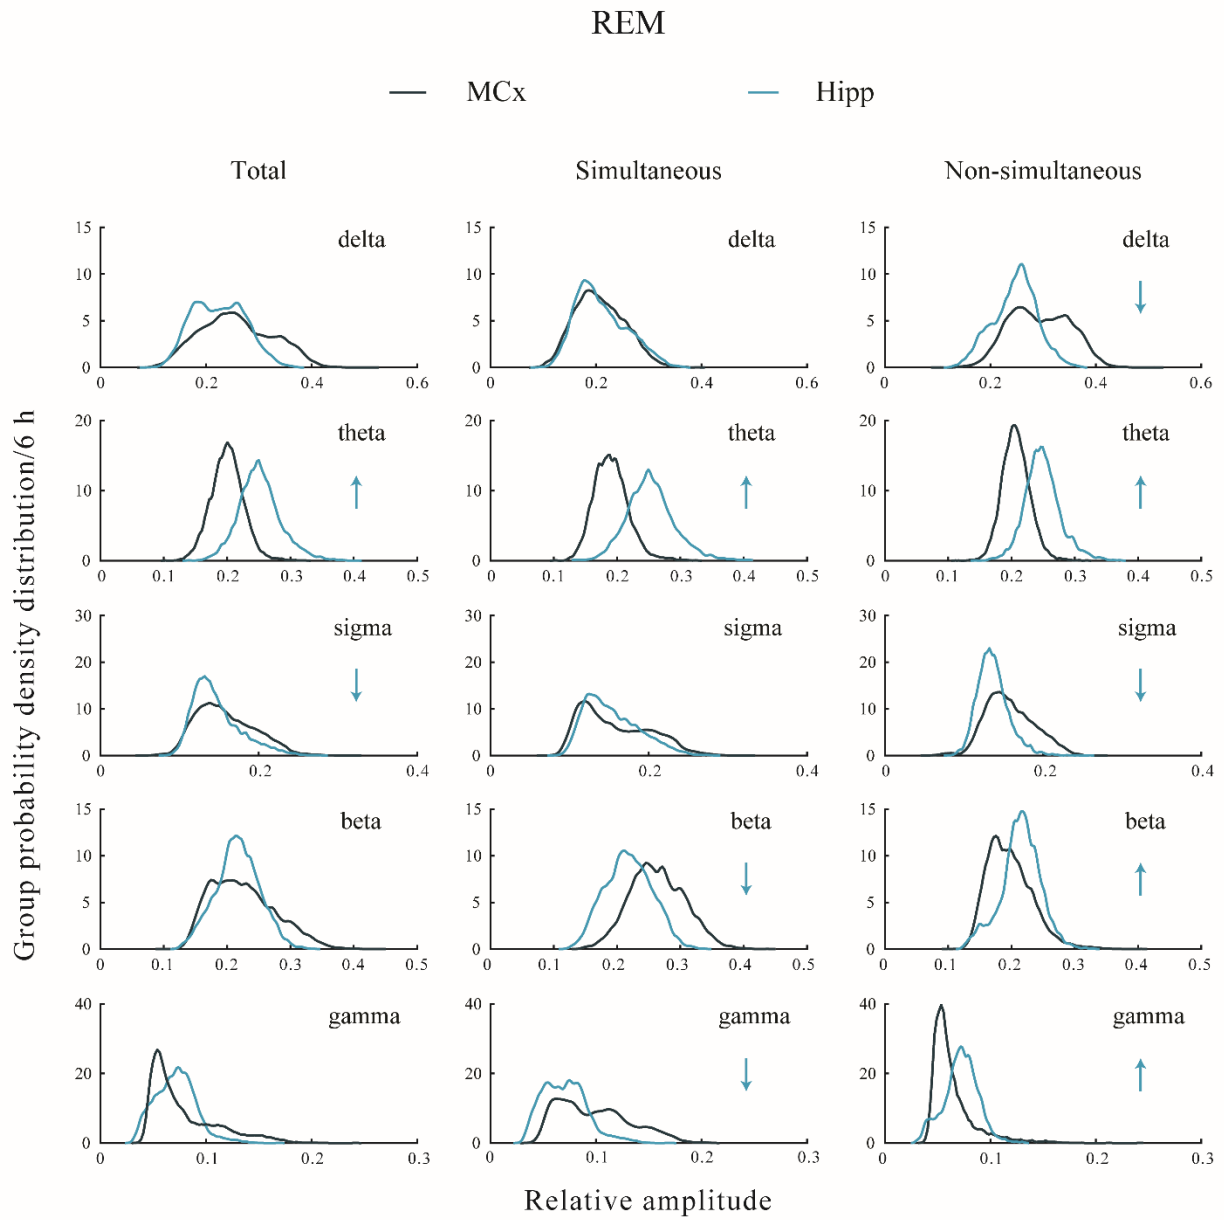 REM
MCx Hipp
Total Simultaneous Non-simultaneous
Group probability density distribution/6 h
15 delta 15 delta 15 delta
10 10 10
5 5 5
0 0 0
0 0.2 0.4 0.6 0 0.2 0.4 0.6 0 0.2 0.4 0.6
20 theta 20 theta 20 theta
10 10 10
0 0 0
0 0.1 0.2 0.3 0.4 0.5 0 0.1 0.2 0.3 0.4 0.5 0 0.1 0.2 0.3 0.4 0.5
30 sigma 30 sigma 30 sigma
20 20 20
10 10 10
0 0 0
0 0.2 0.4 0 0.2 0.4 0 0.2 0.4
15 beta 15 beta 15 beta
10 10 10
5 5 5
0 0 0
0 0.1 0.2 0.3 0.4 0.5 0 0.1 0.2 0.3 0.4 0.5 0 0.1 0.2 0.3 0.4 0.5
40 gamma 40 gamma 40 gamma
20 20 20
0 0 0
0 0.1 0.2 0.3 0 0.1 0.2 0.3 0 0.1 0.2 0.3
Relative amplitude